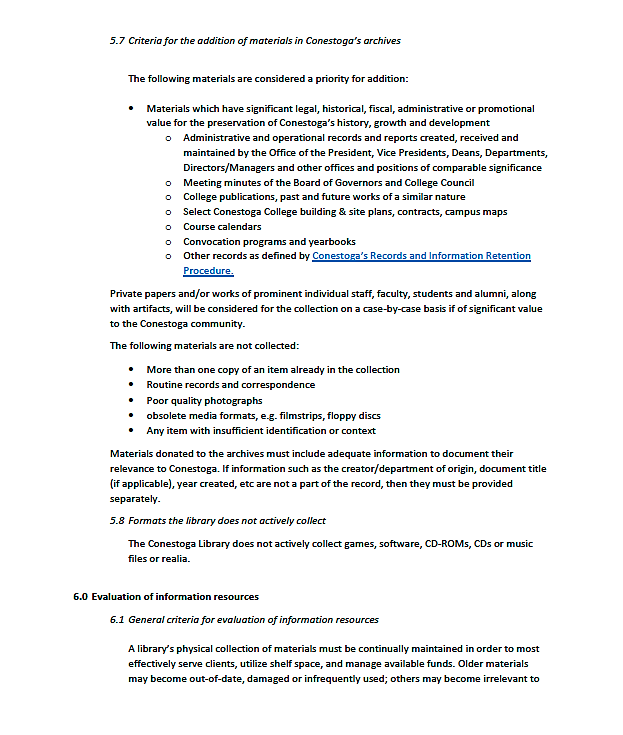 5.7 Criteria for the addition of materials in Conestoga's archives
The following materials are considered a priority for addition:
• Materials which have significant legal, historical, fiscal, administrative or promotional
value for the preservation of Conestoga's history, growth and development
o Administrative and operational records and reports created, received and
maintained by the Office of the President, Vice Presidents, Deans, Departments,
Directors/Managers and other offices and positions of comparable significance
o Meeting minutes of the Board of Governors and College Council
o College publications, past and future works of a similar nature
o Select Conestoga College building & site plans, contracts, campus maps
o Course calendars
o Convocation programs and yearbooks
o Other records as defined by Conestoga's Records and Information Retention
Procedure.
Private papers and/or works of prominent individual staff, faculty, students and alumni, along
with artifacts, will be considered for the collection on a case-by-case basis if of significant value
to the Conestoga community.
The following materials are not collected:
• More than one copy of an item already in the collection
• Routine records and correspondence
• Poor quality photographs
• obsolete media formats, e.g. filmstrips, floppy discs
• Any item with insufficient identification or context
Materials donated to the archives must include adequate information to document their
relevance to Conestoga. If information such as the creator/department of origin, document title
(if applicable), year created, etc are not a part of the record, then they must be provided
separately.
5.8 Formats the library does not actively collect
The Conestoga Library does not actively collect games, software, CD-ROMs, CDs or music
files or realia.
6.0 Evaluation of information resources
6.1 General criteria for evaluation of information resources
A library's physical collection of materials must be continually maintained in order to most
effectively serve clients, utilize shelf space, and manage available funds. Older materials
may become out-of-date, damaged or infrequently used; others may become irrelevant to